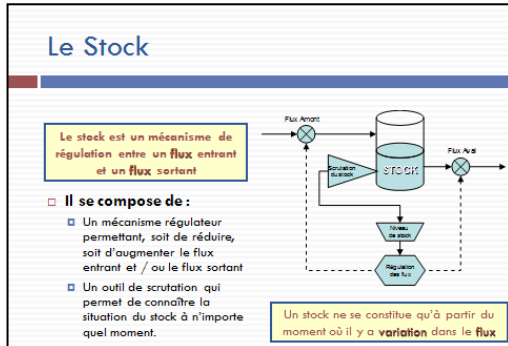 Le Stock
Le stock est un mécanisme de
régulation entre un flux entrant
et un flux sortant
Il se compose de :
Un mécanisme régulateur
permettant, soit de réduire,
soit d'augmenter le flux
entrant et / ou le flux sortant
Un outil de scrutation qui
permet de connaître la
situation du stock à n'importe
quel moment.
Flux Amont
Flux Aval
Scrutation
du stock
STOCK
Niveau
de stock
Régulation
des flux
Un stock ne se constitue qu'à partir du
moment où il y a variation dans le flux